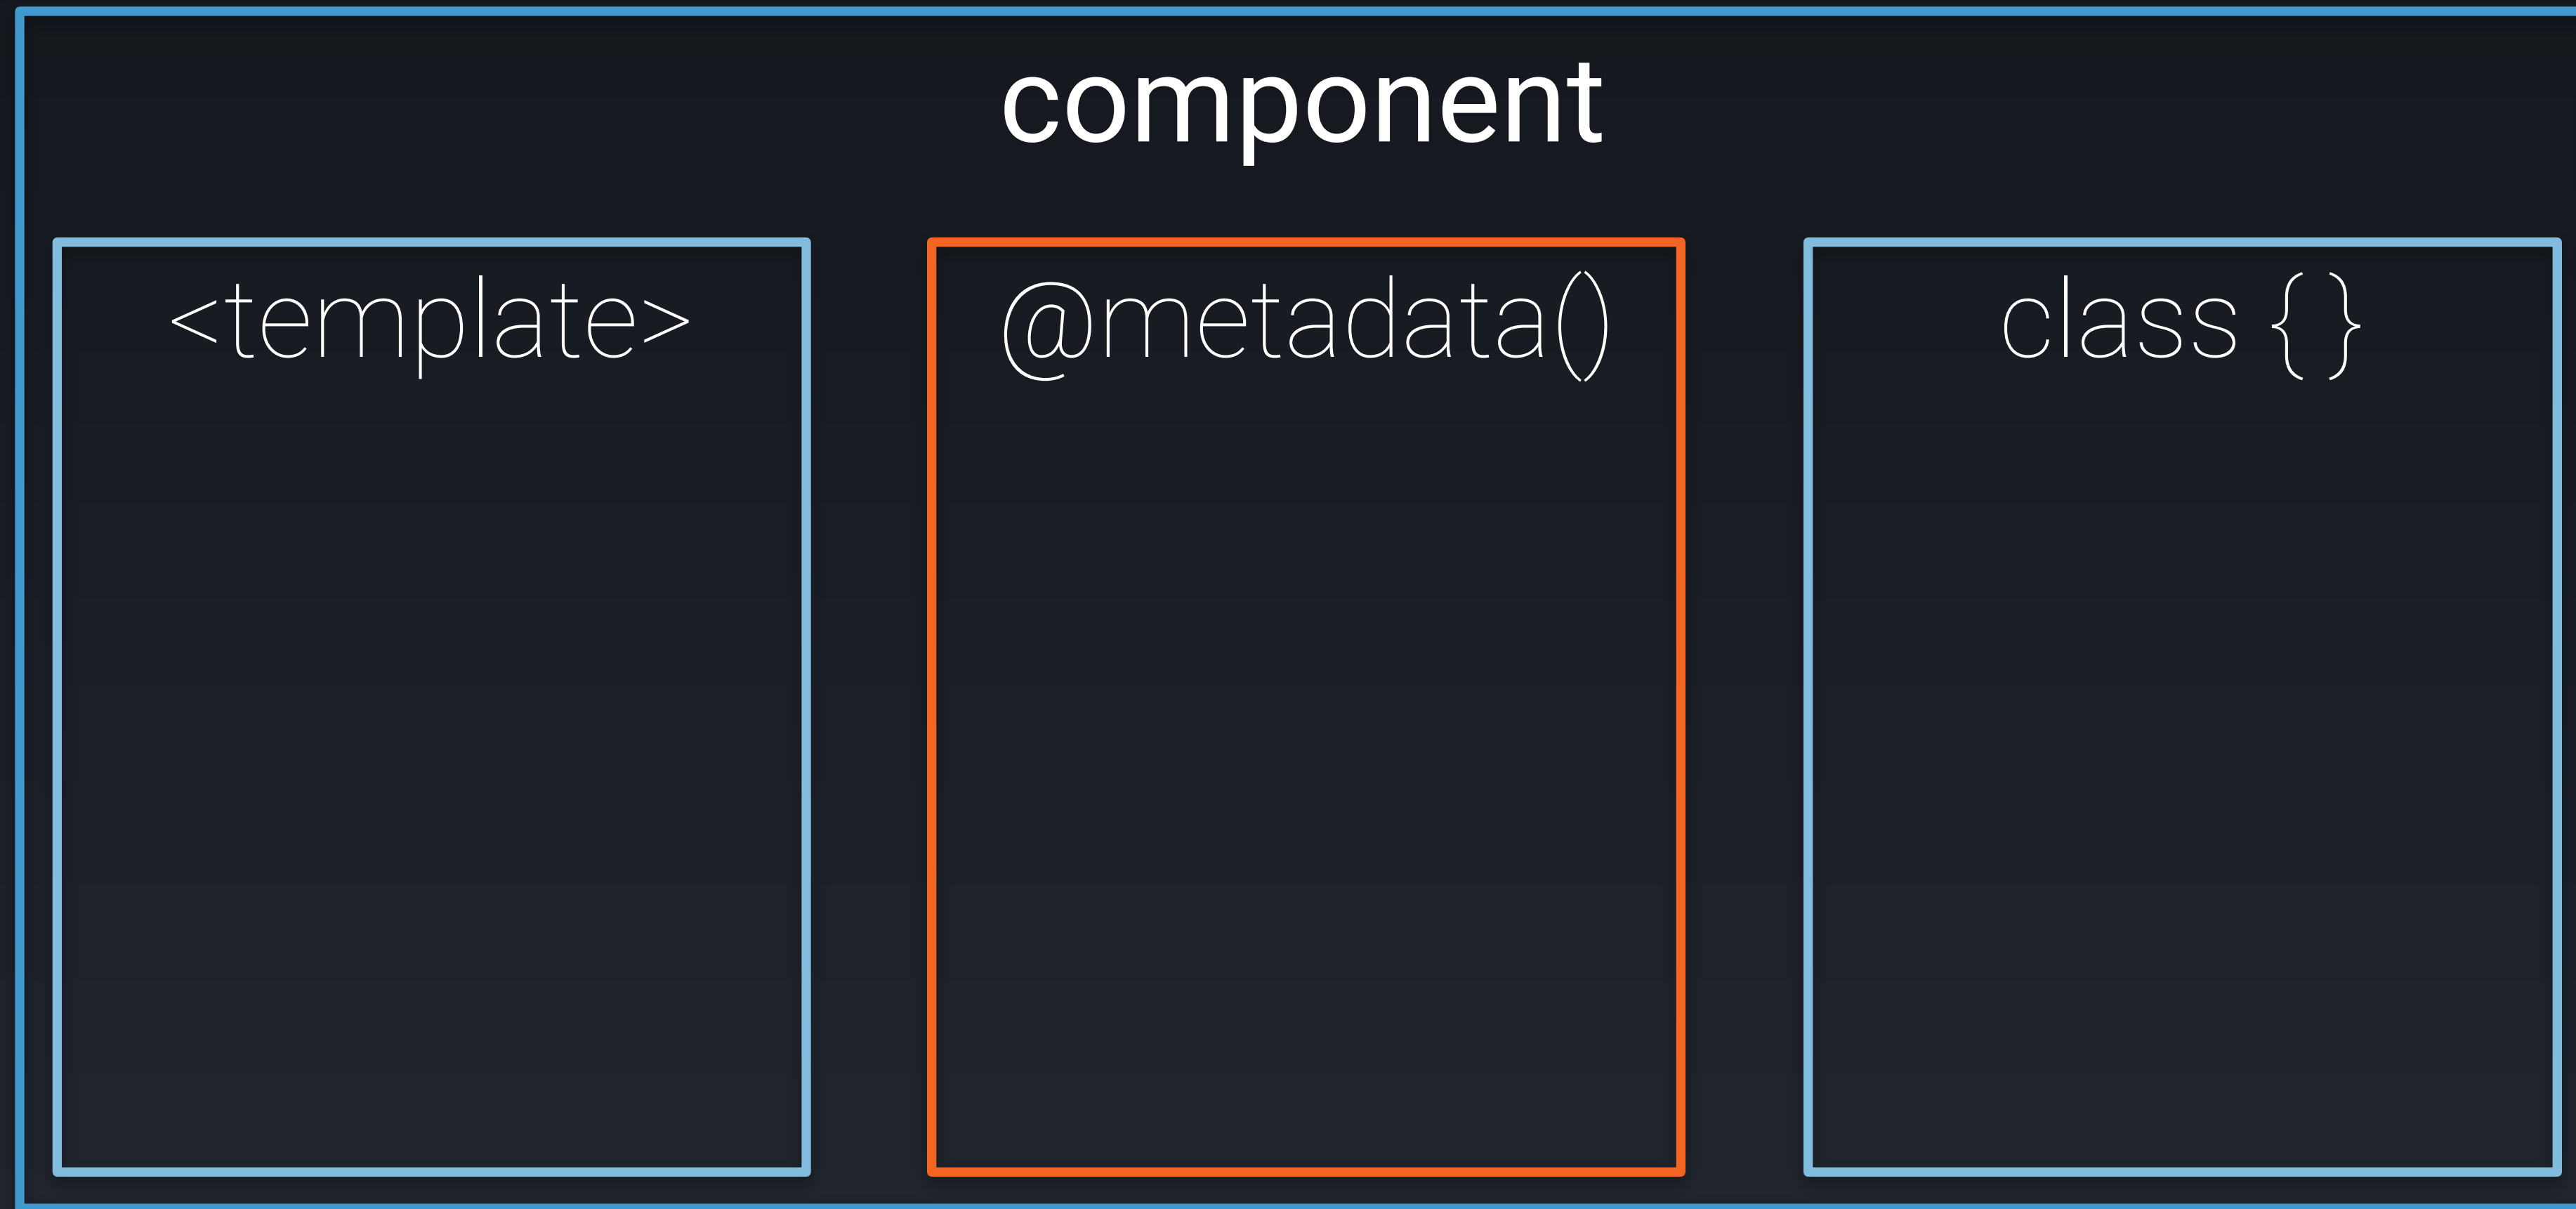 component
<template>
@metadata()
class { }